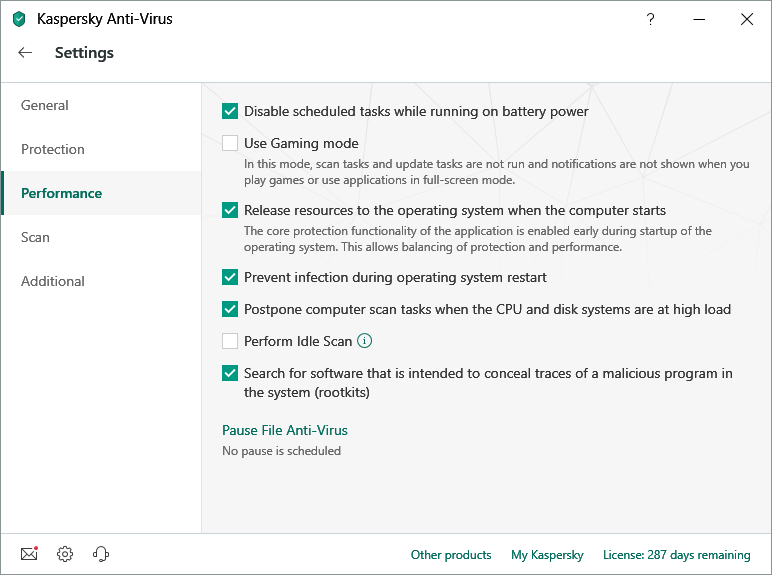 Kaspersky Anti-Virus
?
Settings
General
Protection
Performance
Scan
Additional
Disable scheduled tasks while running on battery power
Use Gaming mode
In this mode, scan tasks and update tasks are not run and notifications are not shown when you
play games or use applications in full-screen mode.
Release resources to the operating system when the computer starts
The core protection functionality of the application is enabled early during startup of the
operating system. This allows balancing of protection and performance.
Prevent infection during operating system restart
Postpone computer scan tasks when the CPU and disk systems are at high load
Perform Idle Scan i
Search for software that is intended to conceal traces of a malicious program in
the system (rootkits)
Pause File Anti-Virus
No pause is scheduled
Other products My Kaspersky License: 287 days remaining